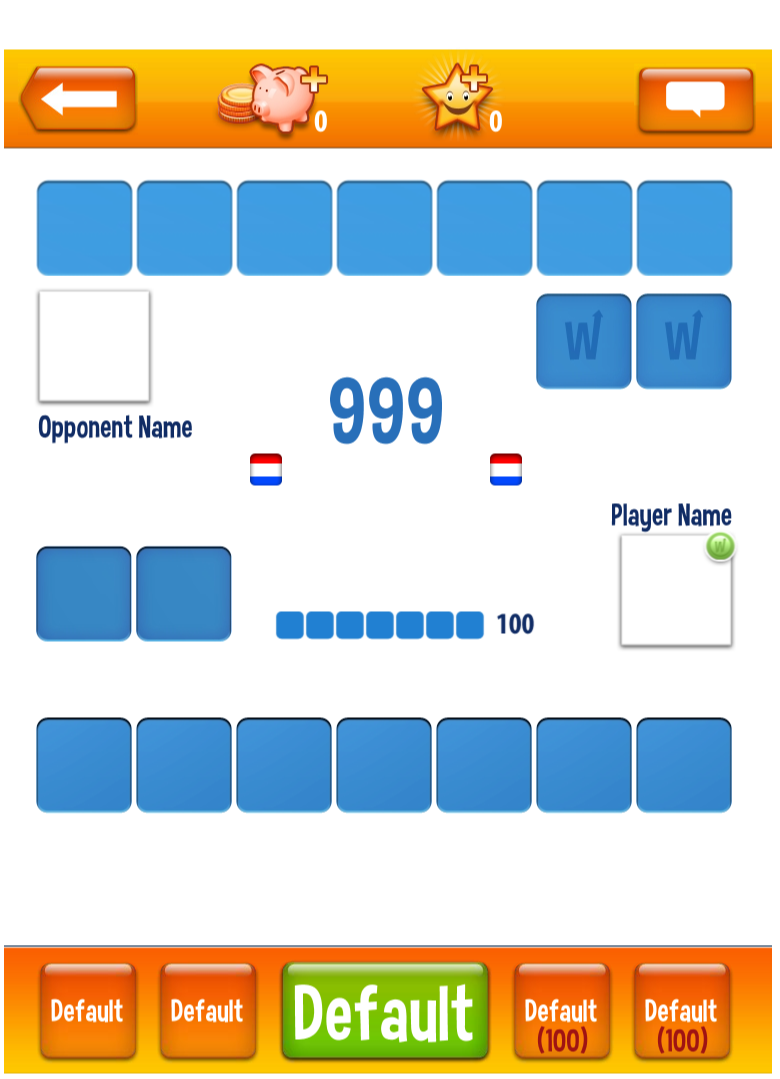 0
0
W W
999
Opponent Name
Player Name
W
100
Default
Default
Default
Default
(100)
Default
(100)